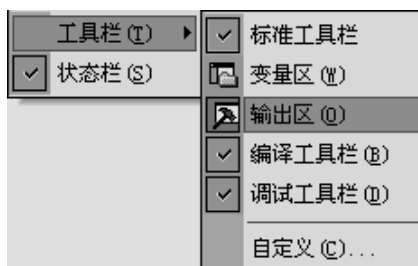 工具栏(T)
状态栏(S)
标准工具栏
变量区(W)
输出区(O)
编译工具栏(B)
调试工具栏(D)
自定义(C)...